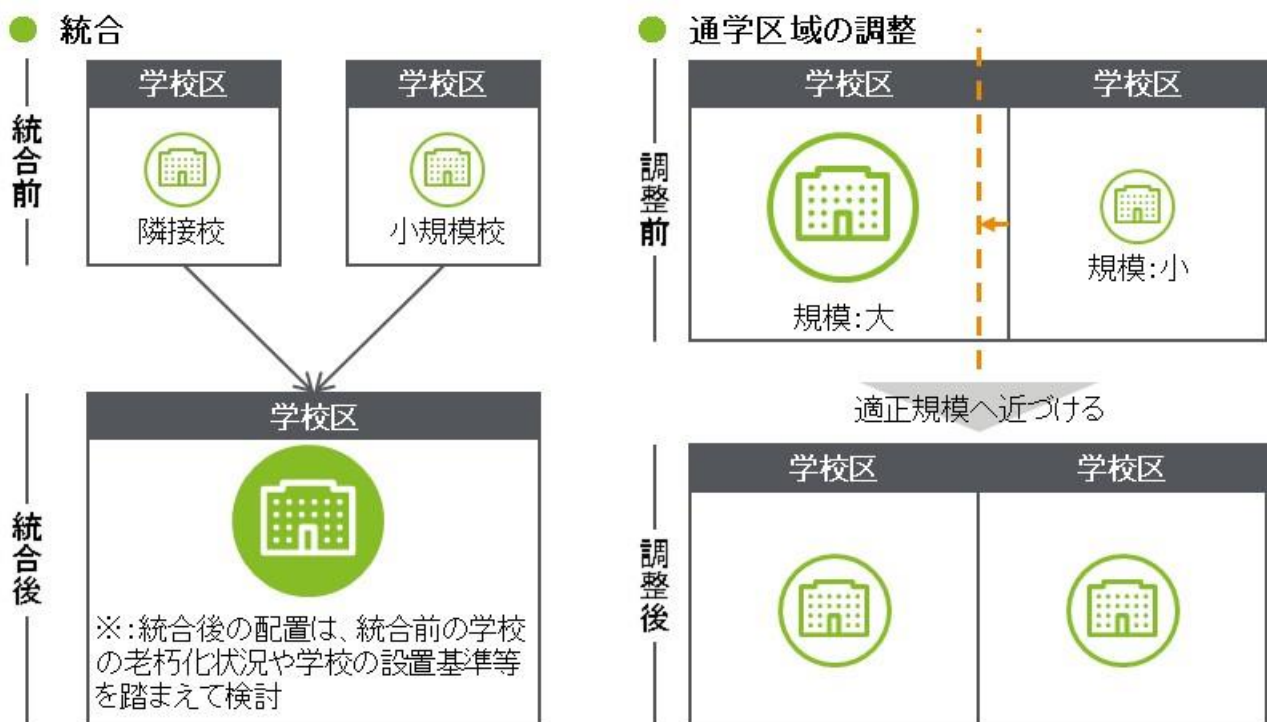 統合
統合前
学校区
隣接校
学校区
小規模校
統合後
学校区
※:統合後の配置は、統合前の学校
の老朽化状況や学校の設置基準等
を踏まえて検討
通学区域の調整
調整前
学校区
規模:大
学校区
規模:小
適正規模へ近づける
調整後
学校区
学校区